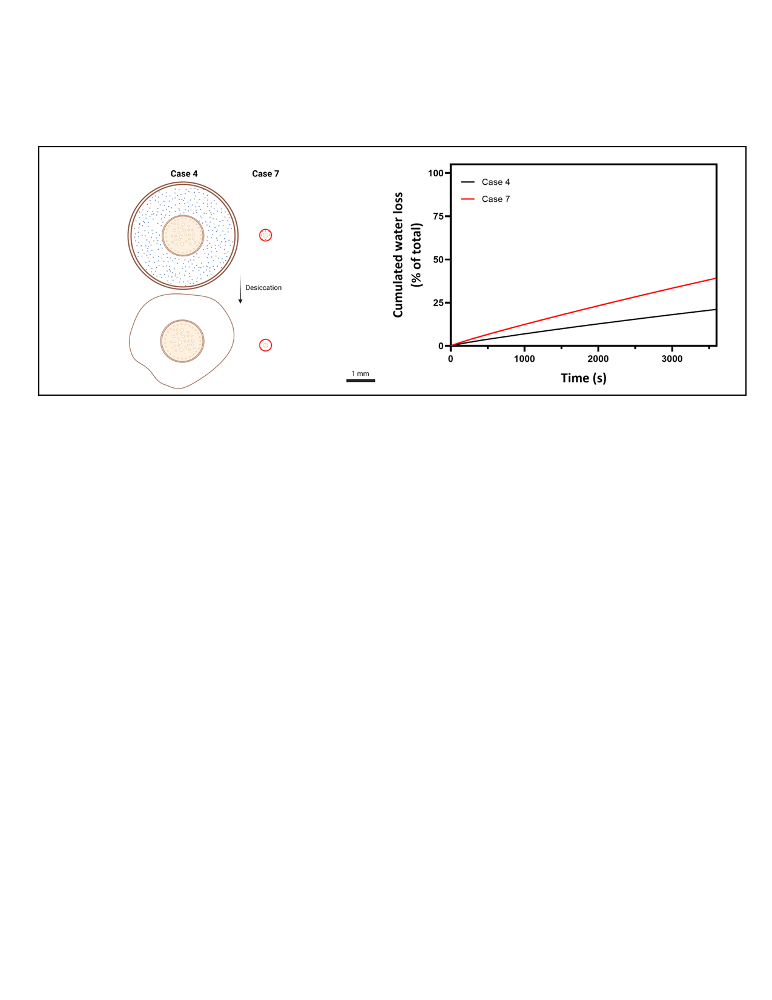 Case 4
Case 7
Desiccation
1 mm
Cumulated water loss
(% of total)
100
75
50
25
0
Case 4
Case 7
0
1000
2000
3000
Time (s)